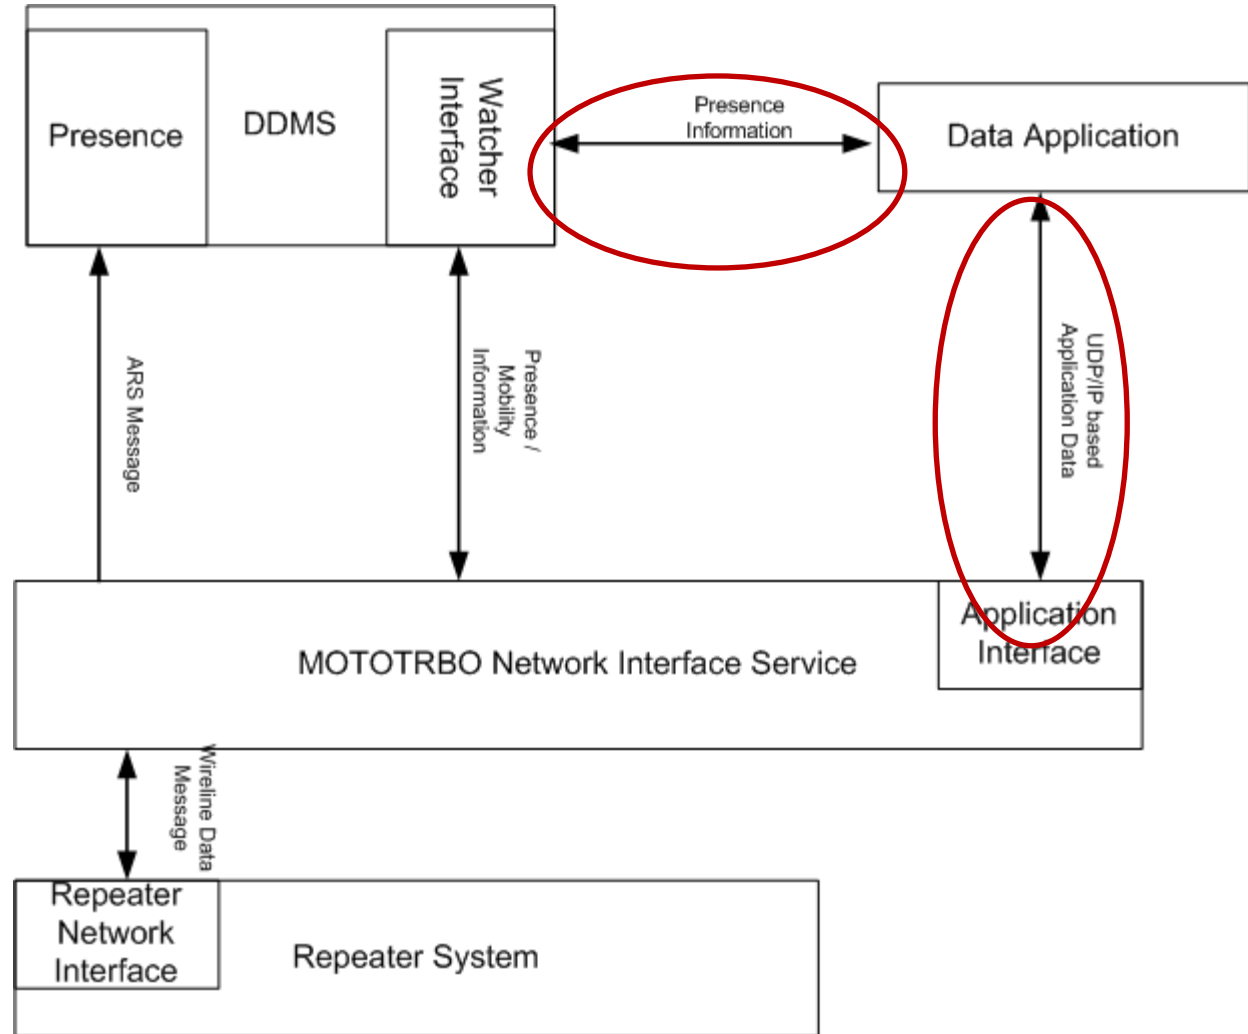 Presence
DDMS
Watcher
Interface
Presence
Information
Data Application
ARS Message
Presence /
Mobility
Information
UDP/IP based
Application Data
MOTOTRBO Network Interface Service
Application
Interface
Wireline Data
Message
Repeater
Network
Interface
Repeater System